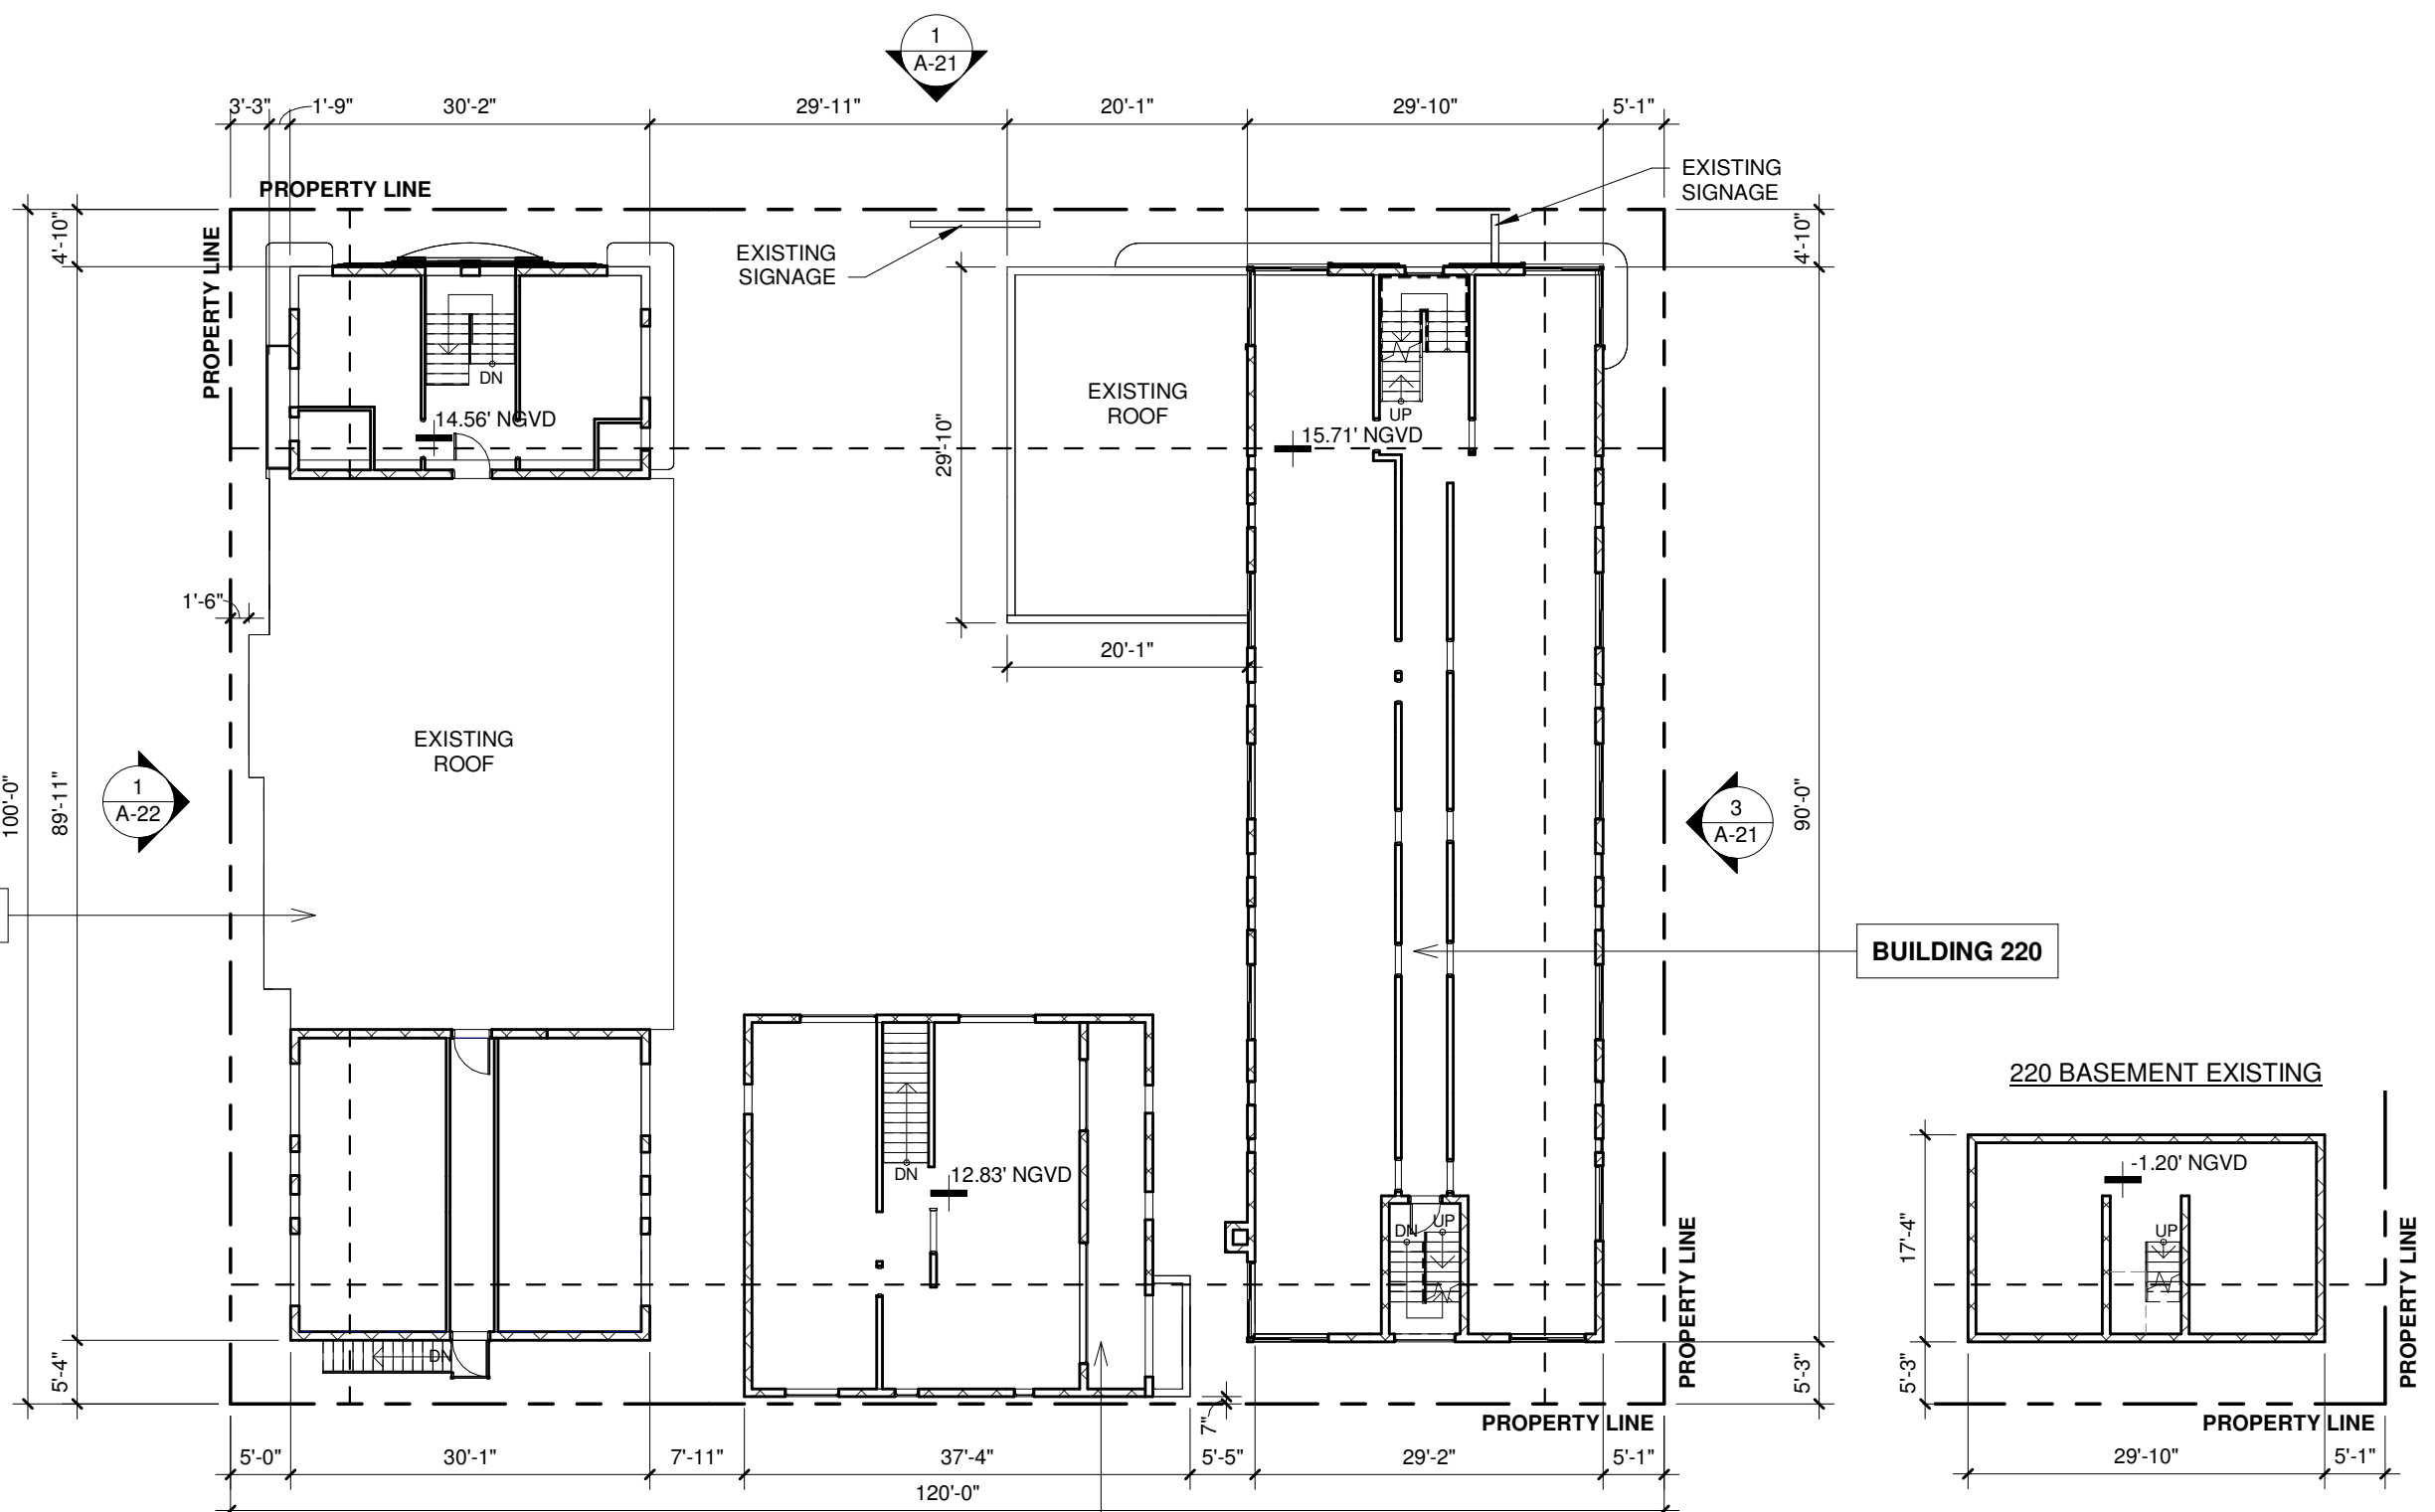 1
A-21
3'-3"
1'-9"
30'-2"
29'-11"
20'-1"
29'-10"
5'-1"
EXISTING
SIGNAGE
PROPERTY LINE
PROPERTY LINE
4'-10"
4'-10"
EXISTING
SIGNAGE
DN
14.56' NGVD
EXISTING
ROOF
29'-10"
UP
15.71' NGVD
1'-6"
20'-1"
EXISTING
ROOF
100'-0"
89'-11"
1
A-22
3
A-21
90'-0"
BUILDING 220
220 BASEMENT EXISTING
-1.20' NGVD
UP
17'-4"
DN
12.83' NGVD
DN
UP
PROPERTY LINE
PROPERTY LINE
DN
5'-4"
5'-3"
5'-3"
7"
PROPERTY LINE
PROPERTY LINE
5'-0"
30'-1"
7'-11"
37'-4"
5'-5"
29'-2"
5'-1"
29'-10"
5'-1"
120'-0"